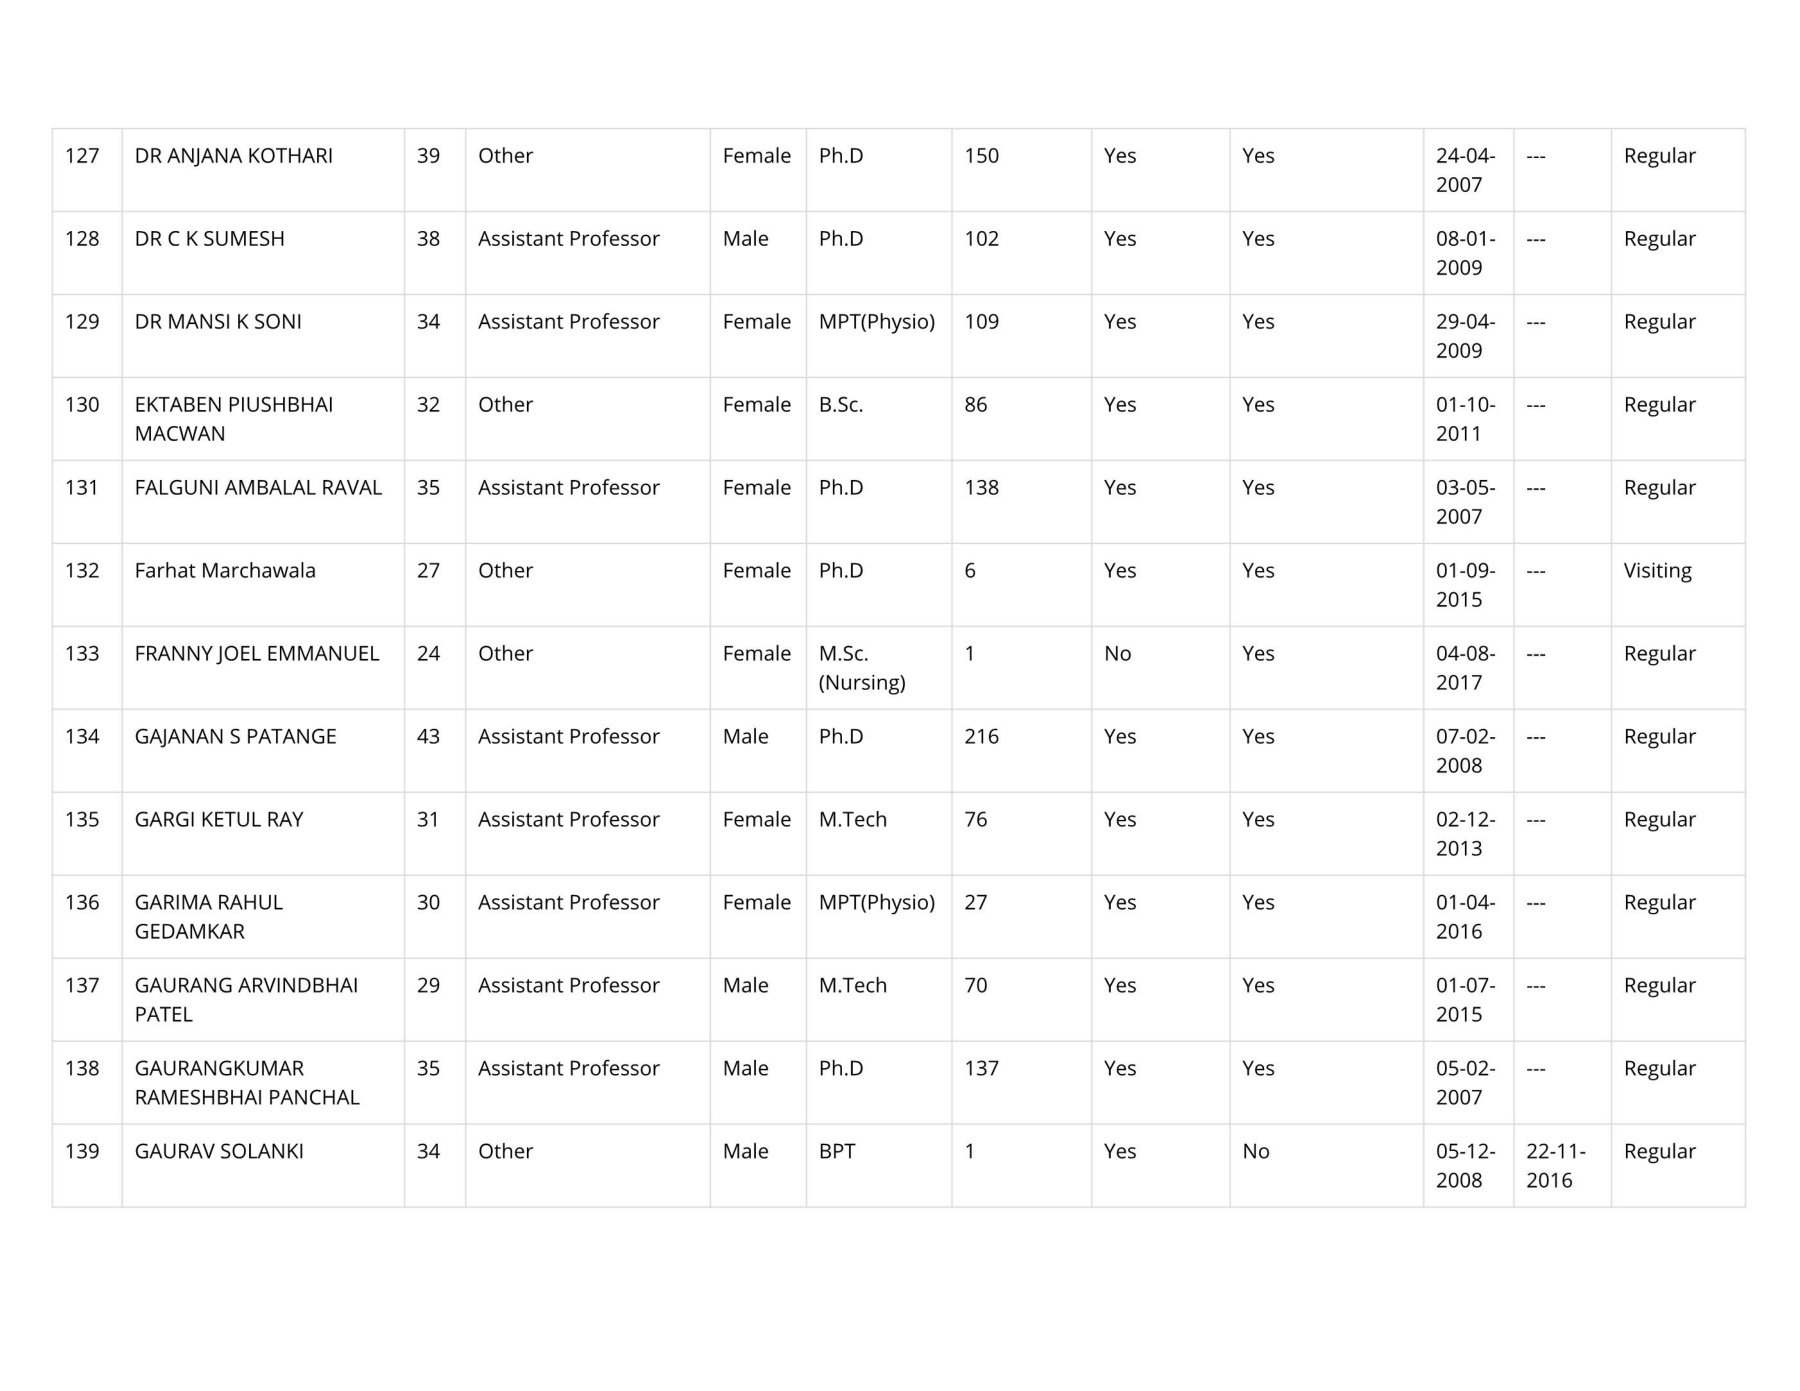 127 DR ANJANA KOTHARI 39 Other Female Ph.D 150 Yes Yes 24-04- --- Regular
2007
128 DR C K SUMESH 38 Assistant Professor Male Ph.D 102 Yes Yes 08-01- --- Regular
2009
129 DR MANSI K SONI 34 Assistant Professor Female MPT(Physio) 109 Yes Yes 29-04- --- Regular
2009
130 EKTABEN PIUSHBHAI 32 Other Female B.Sc. 86 Yes Yes 01-10- --- Regular
MACWAN 2011
131 FALGUNI AMBALAL RAVAL 35 Assistant Professor Female Ph.D 138 Yes Yes 03-05- --- Regular
2007
132 Farhat Marchawala 27 Other Female Ph.D 6 Yes Yes 01-09- --- Visiting
2015
133 FRANNY JOEL EMMANUEL 24 Other Female M.Sc. 1 No Yes 04-08- --- Regular
(Nursing) 2017
134 GAJANAN S PATANGE 43 Assistant Professor Male Ph.D 216 Yes Yes 07-02- --- Regular
2008
135 GARGI KETUL RAY 31 Assistant Professor Female M.Tech 76 Yes Yes 02-12- --- Regular
2013
136 GARIMA RAHUL 30 Assistant Professor Female MPT(Physio) 27 Yes Yes 01-04- --- Regular
GEDAMKAR 2016
137 GAURANG ARVINDBHAI 29 Assistant Professor Male M.Tech 70 Yes Yes 01-07- --- Regular
PATEL 2015
138 GAURANGKUMAR 35 Assistant Professor Male Ph.D 137 Yes Yes 05-02- --- Regular
RAMESHBHAI PANCHAL 2007
139 GAURAV SOLANKI 34 Other Male BPT 1 Yes No 05-12- 22-11- Regular
2008 2016